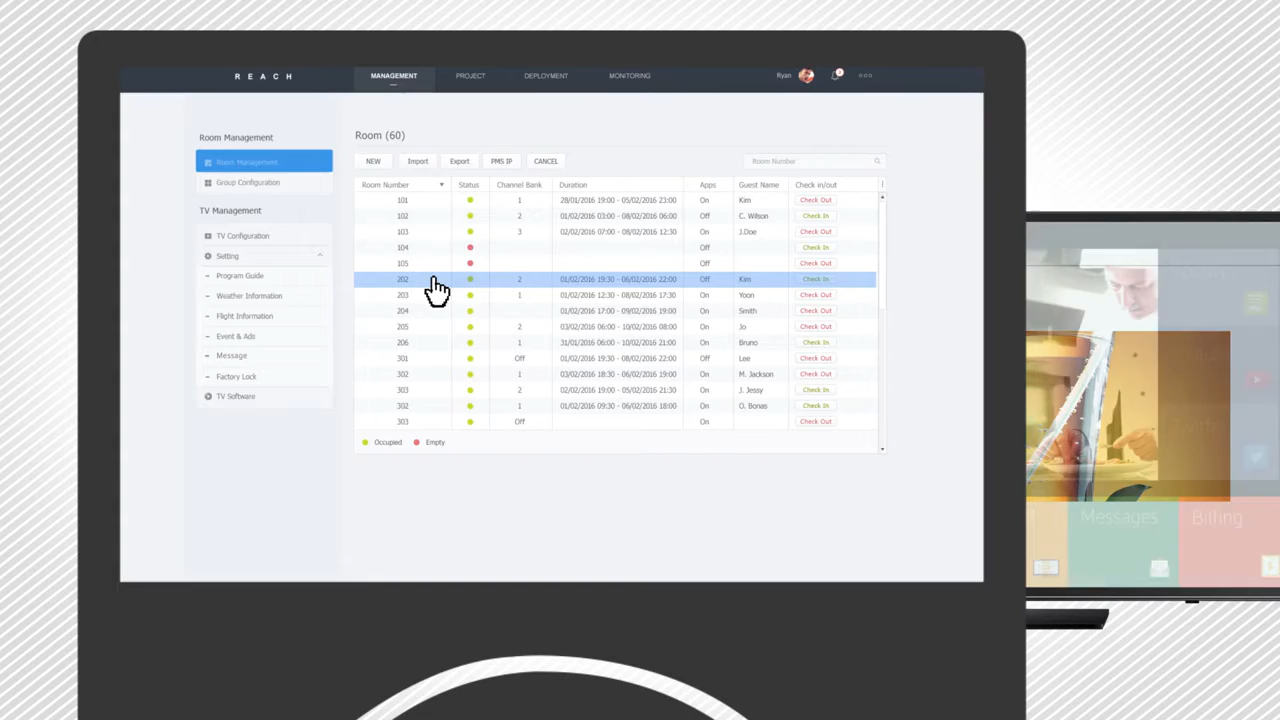 REACH
MANAGEMENT PROJECT DEPLOYMENT MONITORING Ryan
Room Management
Room Management
Group Configuration
TV Management
TV Configuration
Setting
Program Guide
Weather Information
Flight Information
Event & Ads
Message
Factory Lock
TV Software
Room (60)
NEW Import Export PMS IP CANCEL Room Number
Room Number Status Channel Bank Duration Apps Guest Name Check in/out
101 1 28/01/2016 19:00 - 05/02/2016 23:00 On Kim Check Out
102 2 01/02/2016 03:00 - 08/02/2016 06:00 Off C. Wilson Check In
103 3 02/02/2016 07:00 - 08/02/2016 12:30 On J.Doe Check Out
104 Off Check In
105 Off Check Out
202 2 01/02/2016 19:30 - 06/02/2016 22:00 Off Kim Check In
203 1 01/02/2016 12:30 - 08/02/2016 17:30 On Yoon Check Out
204 01/02/2016 17:00 - 09/02/2016 19:00 On Smith Check Out
205 2 03/02/2016 06:00 - 10/02/2016 08:00 On Jo Check Out
206 1 31/01/2016 06:00 - 10/02/2016 21:00 On Bruno Check In
301 Off 01/02/2016 19:30 - 08/02/2016 22:00 Off Lee Check Out
302 1 03/02/2016 18:30 - 06/02/2016 19:00 On M. Jackson Check Out
303 2 02/02/2016 19:00 - 05/02/2016 21:30 On J. Jessy Check In
302 1 01/02/2016 09:30 - 06/02/2016 18:00 On O. Bonas Check In
303 Off On Check Out
Occupied Empty
Messages Billing